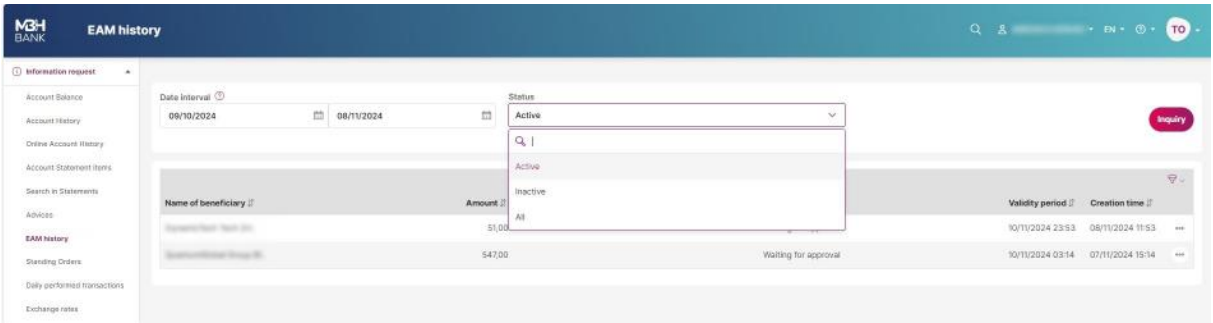 MBH
BANK
EAM history
EN
TO
Information request
Account Balance
Account History
Online Account History
Account Statement Items
Search in Statements
Advices
EAM history
Standing Orders
Daily performed transactions
Exchange rates
Date interval
09/10/2024
08/11/2024
Status
Active
Inquiry
Active
Inactive
All
Name of beneficiary
Amount
Validity period
Creation time
51,00
10/11/2024 23:53
08/11/2024 11:53
547,00
Waiting for approval
10/11/2024 03:14
07/11/2024 15:14